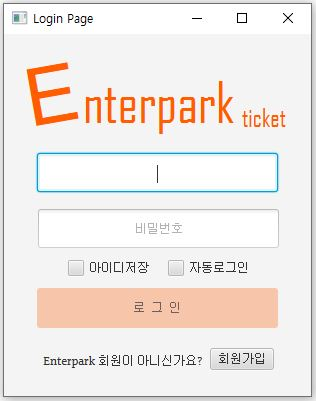 Login Page
Enterpark ticket
비밀번호
아이디저장 자동로그인
로 그 인
Enterpark 회원이 아니신가요? 회원가입